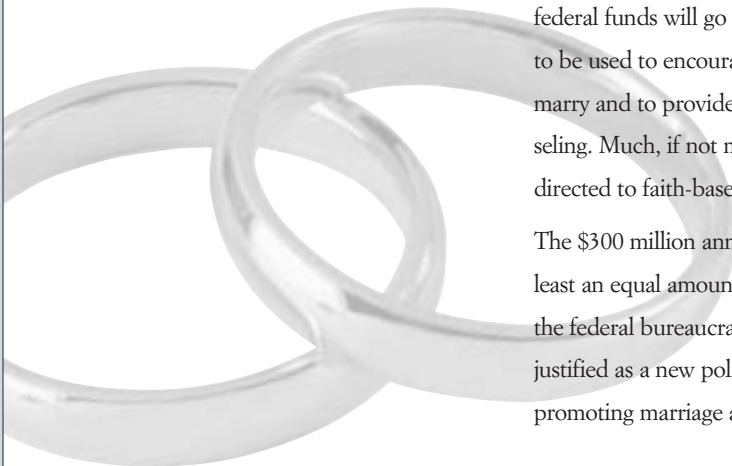 federal funds will go
to be used to encoura
marry and to provide
seling. Much, if not n
directed to faith-base
The $300 million ann
least an equal amoun
the federal bureaucra
justified as a new pol
promoting marriage a